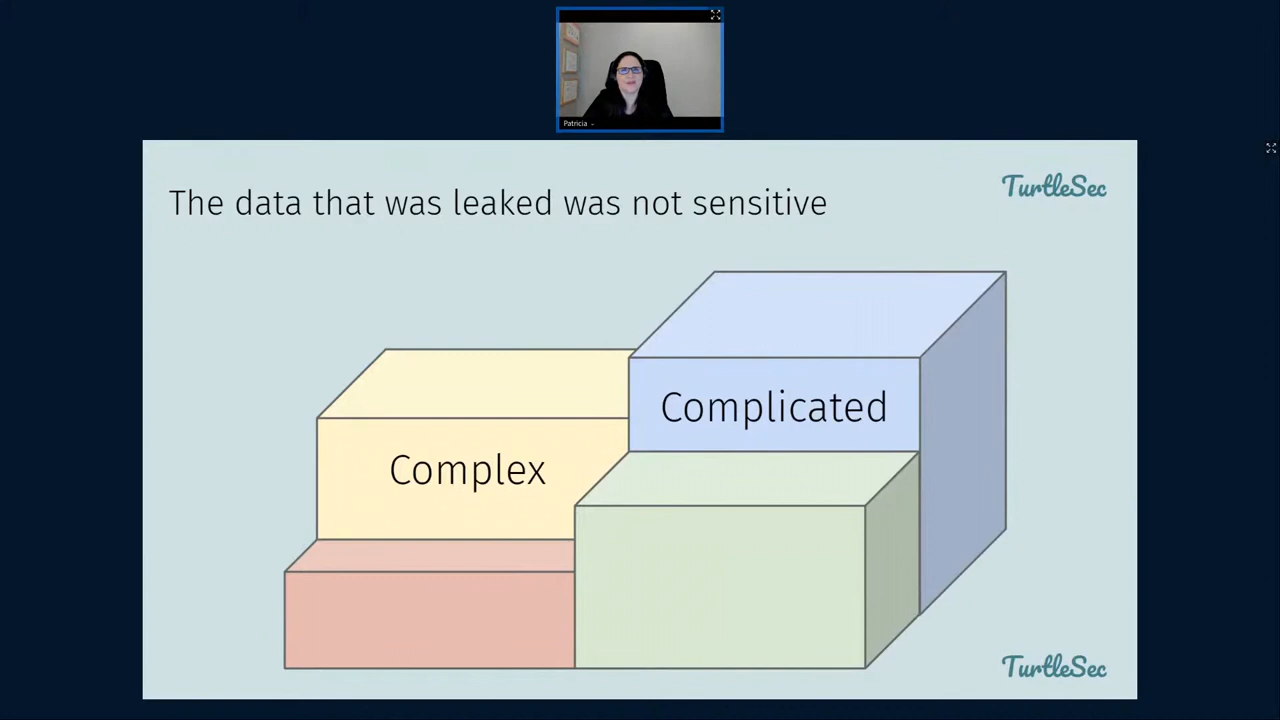 Patricia
The data that was leaked was not sensitive
TurtleSec
Complicated
Complex
TurtleSec